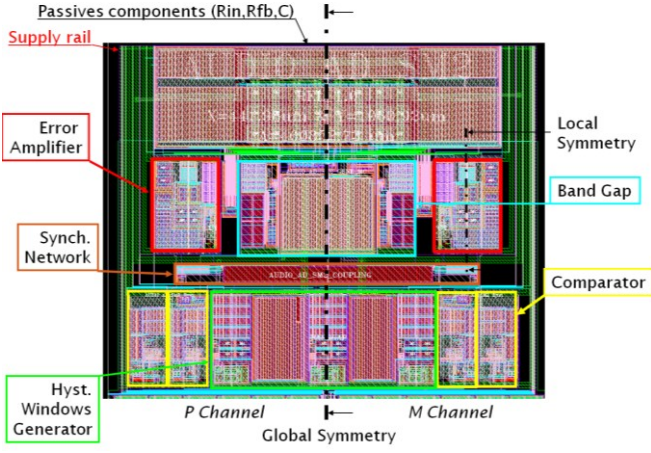 Passives components (Rin,Rfb,C)
Supply rail
Error
Amplifier
Local
Symmetry
Band Gap
Synch.
Network
AUDIO_AD_SMic_COUPLING
Comparator
Hyst.
Windows
Generator
P Channel
M Channel
Global Symmetry